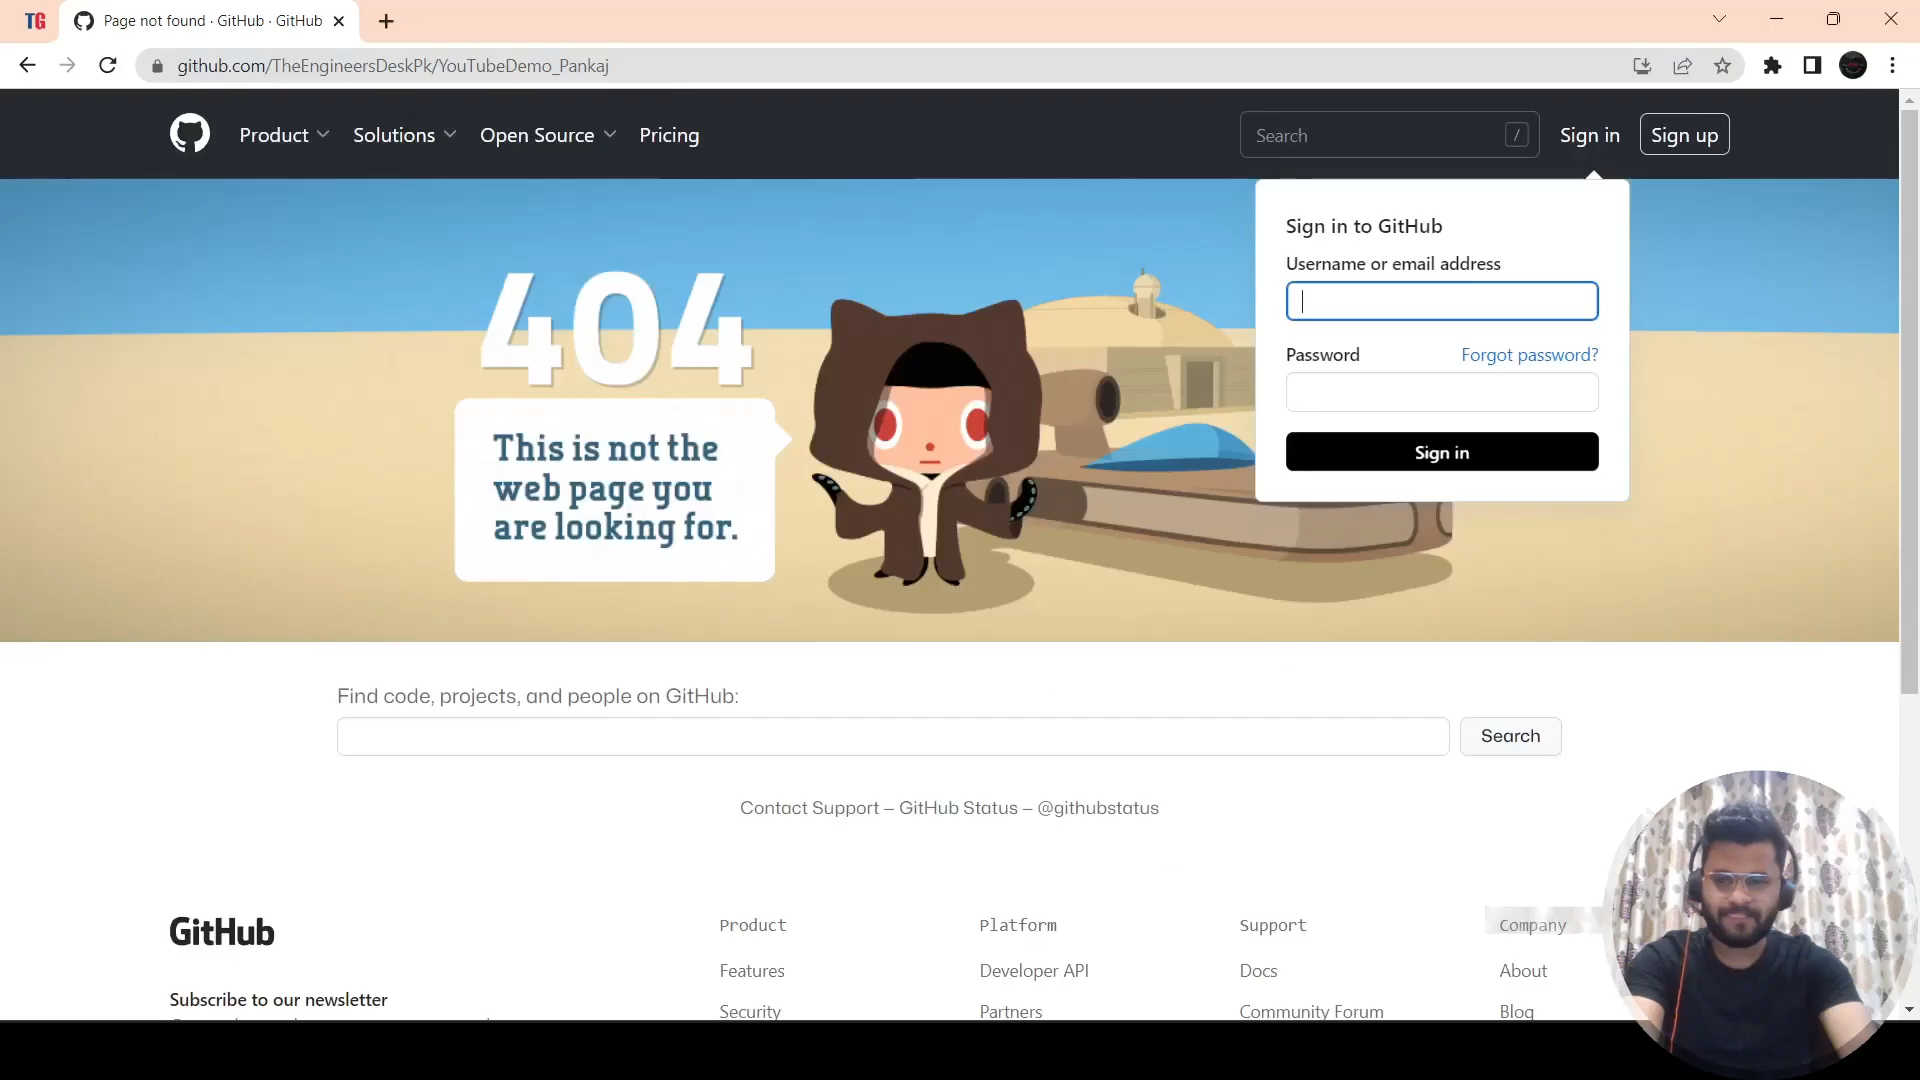 TG
Page not found · GitHub · GitHub
github.com/TheEngineersDeskPk/YouTubeDemo_Pankaj
Product
Solutions
Open Source
Pricing
Search
/
Sign in
Sign up
Sign in to GitHub
Username or email address
Password
Forgot password?
Sign in
404
This is not the
web page you
are looking for.
Find code, projects, and people on GitHub:
Search
Contact Support – GitHub Status – @githubstatus
GitHub
Subscribe to our newsletter
Product
Features
Security
Platform
Developer API
Partners
Support
Docs
Community Forum
Company
About
Blog